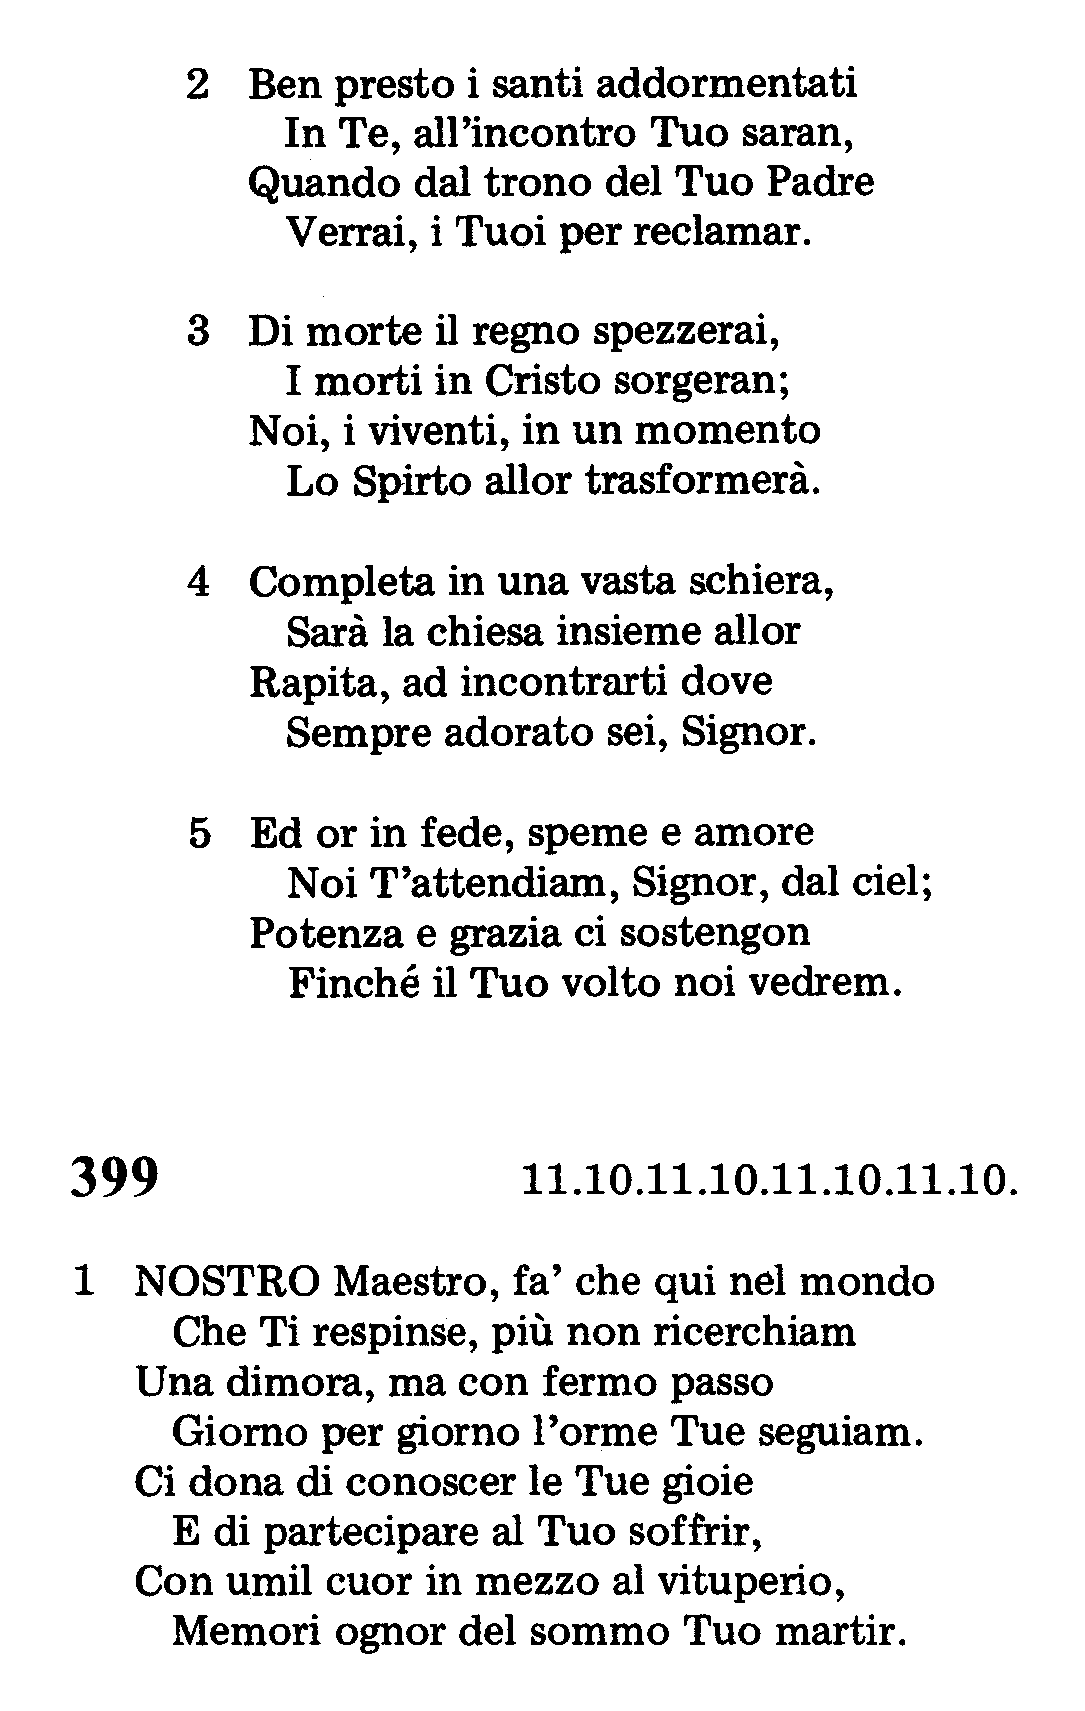 2 Ben presto i santi addormentati
In Te, all'incontro Tuo saran,
Quando dal trono del Tuo Padre
Verrai, i Tuoi per reclamar.
3 Di morte il regno spezzerai,
I morti in Cristo sorgeran;
Noi, i viventi, in un momento
Lo Spirto allor trasformerà.
4 Completa in una vasta schiera,
Sarà la chiesa insieme allor
Rapita, ad incontrarti dove
Sempre adorato sei, Signor.
5 Ed or in fede, speme e amore
Noi T'attendiam, Signor, dal ciel;
Potenza e grazia ci sostengon
Finché il Tuo volto noi vedrem.
399 11.10.11.10.11.10.11.10.
1 NOSTRO Maestro, fa' che qui nel mondo
Che Ti respinse, più non ricerchiam
Una dimora, ma con fermo passo
Giorno per giorno l'orme Tue seguiam.
Ci dona di conoscer le Tue gioie
E di partecipare al Tuo soffrir,
Con umil cuor in mezzo al vituperio,
Memori ognor del sommo Tuo martir.